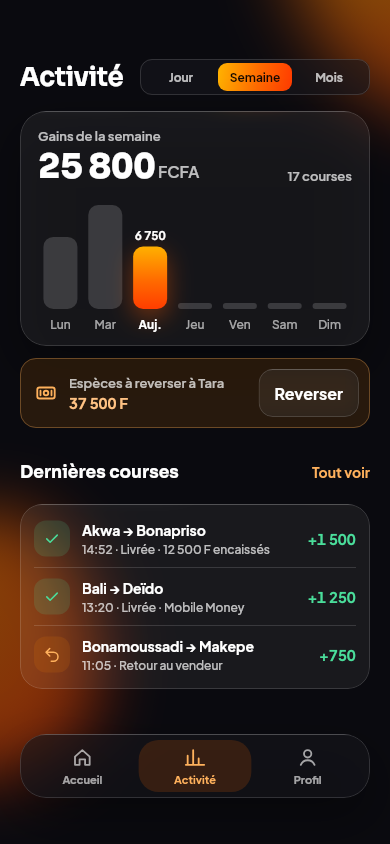 Activité
Jour
Semaine
Mois
Gains de la semaine
25 800 FCFA
17 courses
6 750
Lun
Mar
Auj.
Jeu
Ven
Sam
Dim
Espèces à reverser à Tara
37 500 F
Reverser
Dernières courses
Tout voir
Akwa → Bonapriso
14:52 · Livrée · 12 500 F encaissés
+1 500
Bali → Deïdo
13:20 · Livrée · Mobile Money
+1 250
Bonamoussadi → Makepe
11:05 · Retour au vendeur
+750
Accueil
Activité
Profil